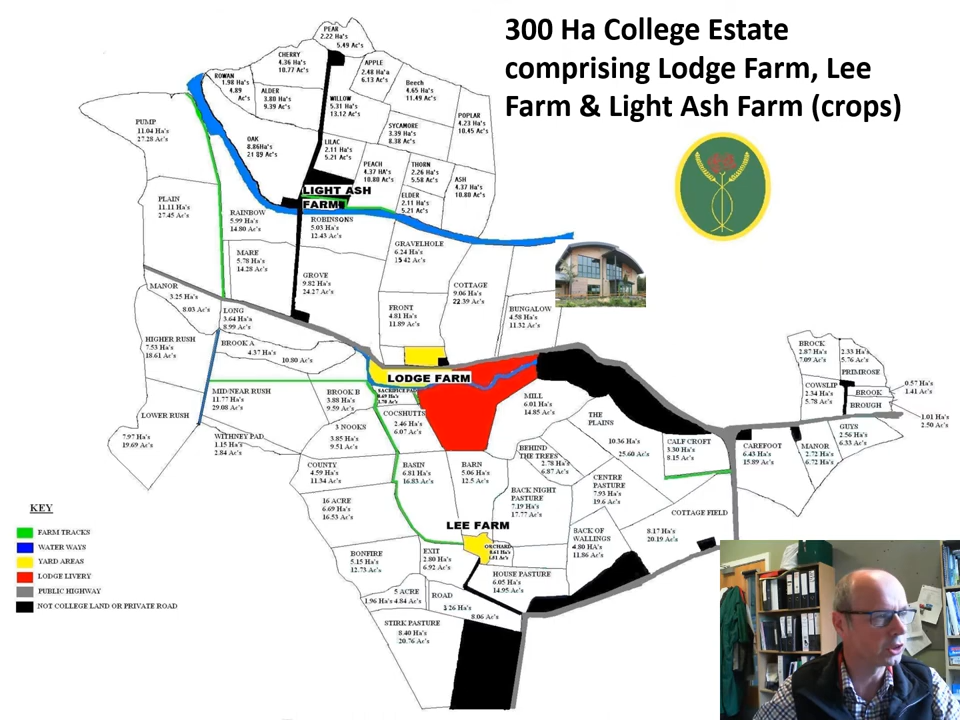 300 Ha College Estate
comprising Lodge Farm, Lee
Farm & Light Ash Farm (crops)
PEAR
2.22 Ha's
5.49 Ac's
CHERRY
4.36 Ha's
10.77 Ac's
APPLE
2.48 Ha'a
6.13 Ac's
ROWAN
1.98 Ha's
4.89
Ac's
ALDER
3.80 Ha's
9.39 Ac's
Beech
4.65 Ha's
11.49 Ac's
WILLOW
5.31 Ha's
13.12 Ac's
POPLAR
4.23 Ha's
10.45 Ac's
PUMP
11.04 Ha's
27.28 Ac's
SYCAMORE
3.39 Ha's
8.38 Ac's
OAK
8.86Ha's
21 89 Ac's
LILAC
2.11 Ha's
5.21 Ac's
PEACH
4.37 HA's
10.80 Ac's
THORN
2.26 Ha's
5.58 Ac's
ASH
4.37 Ha's
10.80 Ac's
ELDER
2.11 Ha's
5.21 Ac's
LIGHT ASH
FARM
PLAIN
11.11 Ha's
27.45 Ac's
RAINBOW
5.99 Ha's
14.80 Ac's
ROBINSONS
5.03 Ha's
12.43 Ac's
GRAVELHOLE
6.24 Ha's
15 42 Ac's
MARE
5.78 Ha's
14.28 Ac's
GROVE
9.82 Ha's
24.27 Ac's
COTTAGE
9.06 Ha's
22.39 Ac's
MANOR
3.25 Ha's
8.03 Ac's
LONG
3.64 Ha'a
8.99 Ac's
FRONT
4.81 Ha's
11.89 Ac's
BUNGALOW
4.58 Ha's
11.32 Ac's
HIGHER RUSH
7.53 Ha's
18.61 Ac's
BROOK A
4.37 Ha's
10.80 Ac's
LODGE FARM
BROCK
2.87 Ha's
7.09 Ac's
2.33 Ha's
5.76 Ac's
PRIMROSE
COWSLIP
2.34 Ha's
5.78 Ac's
BROOK
BROUGH
0.57 Ha's
1.41 Ac's
1.01 Ha's
2.50 Ac's
MID/NEAR RUSH
11.77 Ha's
29.08 Ac's
BROOK B
3.88 Ha's
9.59 Ac's
SACRIFICE PAD
0.69 Ha's
1.70 Ac's
COCSHUTTS
2.46 Ha's
6.07 Ac's
MILL
6.01 Ha's
14.85 Ac's
LOWER RUSH
7.97 Ha's
19.69 Ac's
WITHNEY PAD
1.15 Ha's
2.84 Ac's
3 NOOKS
3.85 Ha's
9.51 Ac's
THE
PLAINS
10.36 Ha's
25.60 Ac's
CALF CROFT
3.30 Ha's
8.15 Ac's
CAREFOOT
6.43 Ha's
15.89 Ac's
MANOR
2.72 Ha's
6.72 Ac's
GUYS
2.56 Ha's
6.33 Ac's
BEHIND
THE TREES
2.78 Ha's
6.87 Ac's
COUNTY
4.59 Ha's
11.34 Ac's
BASIN
6.81 Ha's
16.83 Ac's
BARN
5.06 Ha's
12.5 Ac's
CENTRE
PASTURE
7.93 Ha's
19.6 Ac's
BACK NIGHT
PASTURE
7.19 Ha's
17.77 Ac's
16 ACRE
6.69 Ha's
16.53 Ac's
COTTAGE FIELD
8.17 Ha's
20.19 Ac's
LEE FARM
BACK OF
WALLINGS
4.80 HA's
11.86 Ac's
ORCHARD
0.61 Ha's
1.51 Ac's
BONFIRE
5.15 Ha's
12.73 Ac's
EXIT
2.80 Ha's
6.92 Ac's
HOUSE PASTURE
6.05 Ha's
14.95 Ac's
5 ACRE
1.96 Ha's 4.84 Ac's
ROAD
3.26 Ha's
8.06 Ac's
STIRK PASTURE
8.40 Ha's
20.76 Ac's
KEY
FARM TRACKS
WATER WAYS
YARD AREAS
LODGE LIVERY
PUBLIC HIGHWAY
NOT COLLEGE LAND OR PRIVATE ROAD